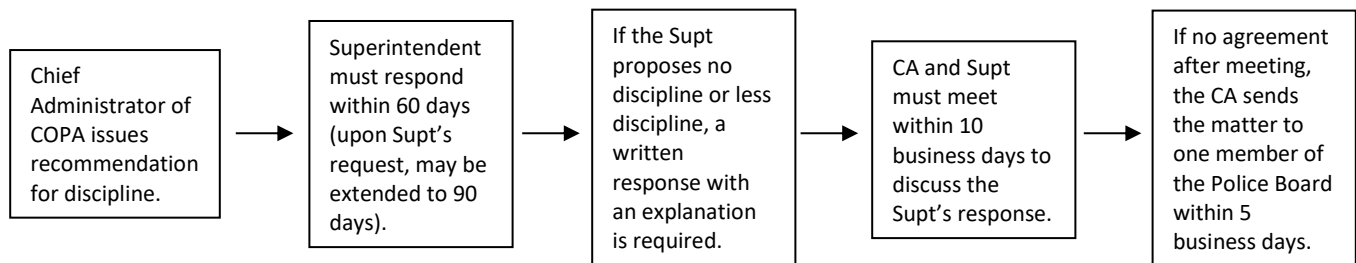 Chief
Administrator of
COPA issues
recommendation
for discipline.
Superintendent
must respond
within 60 days
(upon Supt’s
request, may be
extended to 90
days).
If the Supt
proposes no
discipline or less
discipline, a
written
response with
an explanation
is required.
CA and Supt
must meet
within 10
business days to
discuss the
Supt’s response.
If no agreement
after meeting,
the CA sends
the matter to
one member of
the Police Board
within 5
business days.